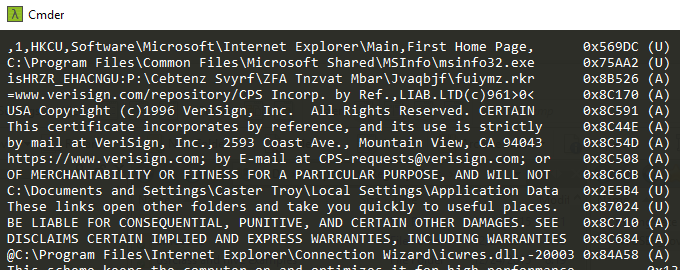 Cmder
,1,HKCU,Software\Microsoft\Internet Explorer\Main,First Home Page, 0x569DC (U)
C:\Program Files\Common Files\Microsoft Shared\MSInfo\msinfo32.exe 0x75AA2 (U)
isHRZR_EHACNGU:P:\Cebtenz Svyrf\ZFA Tnzvat Mbar\Jvaqbjf\fuiymz.rkr 0x8B526 (A)
=www.verisign.com/repository/CPS Incorp. by Ref.,LIAB.LTD(c)961>0< 0x8C170 (A)
USA Copyright (c)1996 VeriSign, Inc.  All Rights Reserved. CERTAIN 0x8C591 (A)
This certificate incorporates by reference, and its use is strictly 0x8C44E (A)
by mail at VeriSign, Inc., 2593 Coast Ave., Mountain View, CA 94043 0x8C54D (A)
https://www.verisign.com; by E-mail at CPS-requests@verisign.com; or 0x8C508 (A)
OF MERCHANTABILITY OR FITNESS FOR A PARTICULAR PURPOSE, AND WILL NOT 0x8C6CB (A)
C:\Documents and Settings\Caster Troy\Local Settings\Application Data 0x2E5B4 (U)
These links open other folders and take you quickly to useful places. 0x87024 (U)
BE LIABLE FOR CONSEQUENTIAL, PUNITIVE, AND CERTAIN OTHER DAMAGES. SEE 0x8C710 (A)
DISCLAIMS CERTAIN IMPLIED AND EXPRESS WARRANTIES, INCLUDING WARRANTIES 0x8C684 (A)
@C:\Program Files\Internet Explorer\Connection Wizard\icwres.dll,-20003 0x84A58 (A)